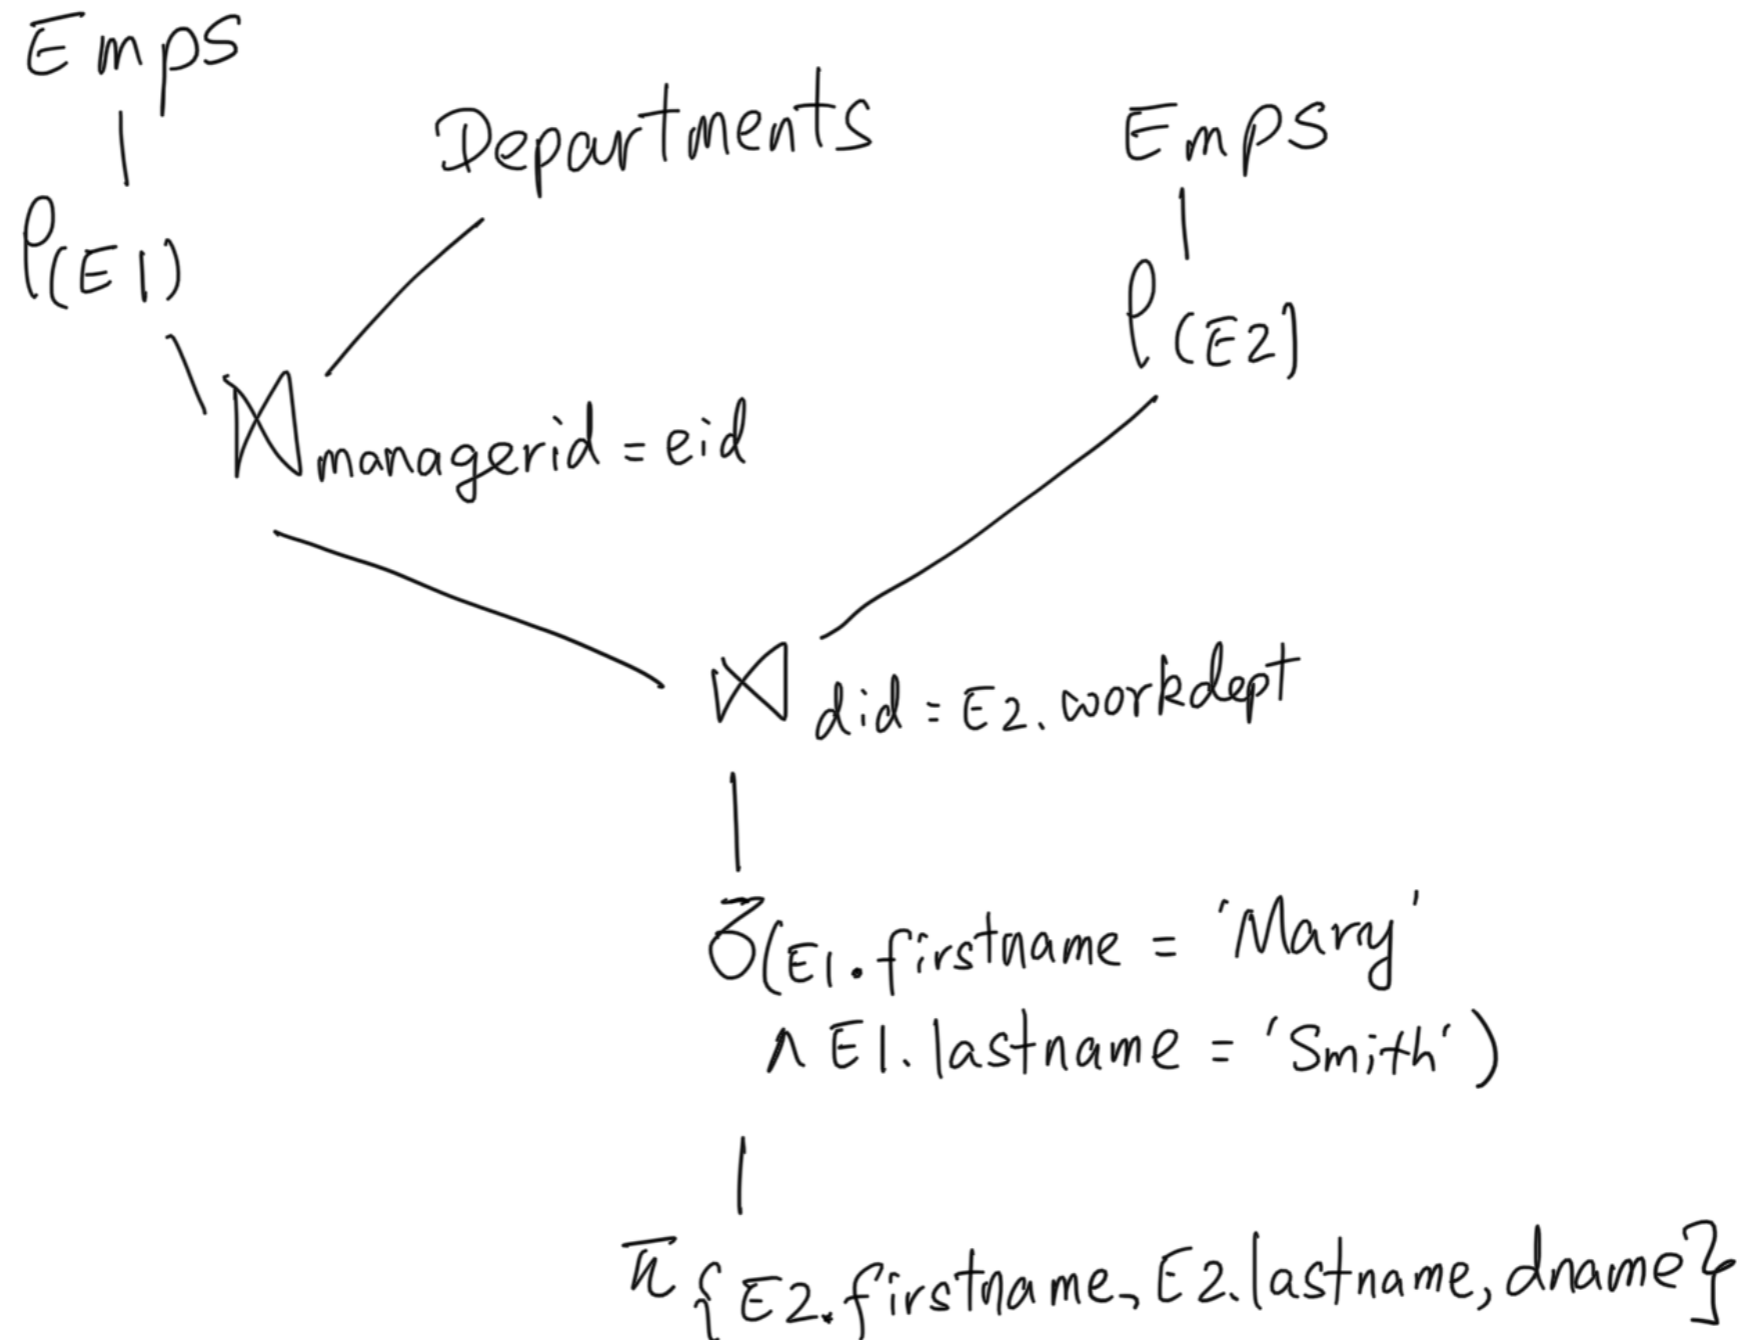 Emps
Departments
Emps
ρ(E1)
ρ(E2)
⋈ managerid = eid
⋈ did = E2.workdept
σ(E1.firstname = 'Mary'
∧ E1.lastname = 'Smith')
π{E2.firstname, E2.lastname, dname}